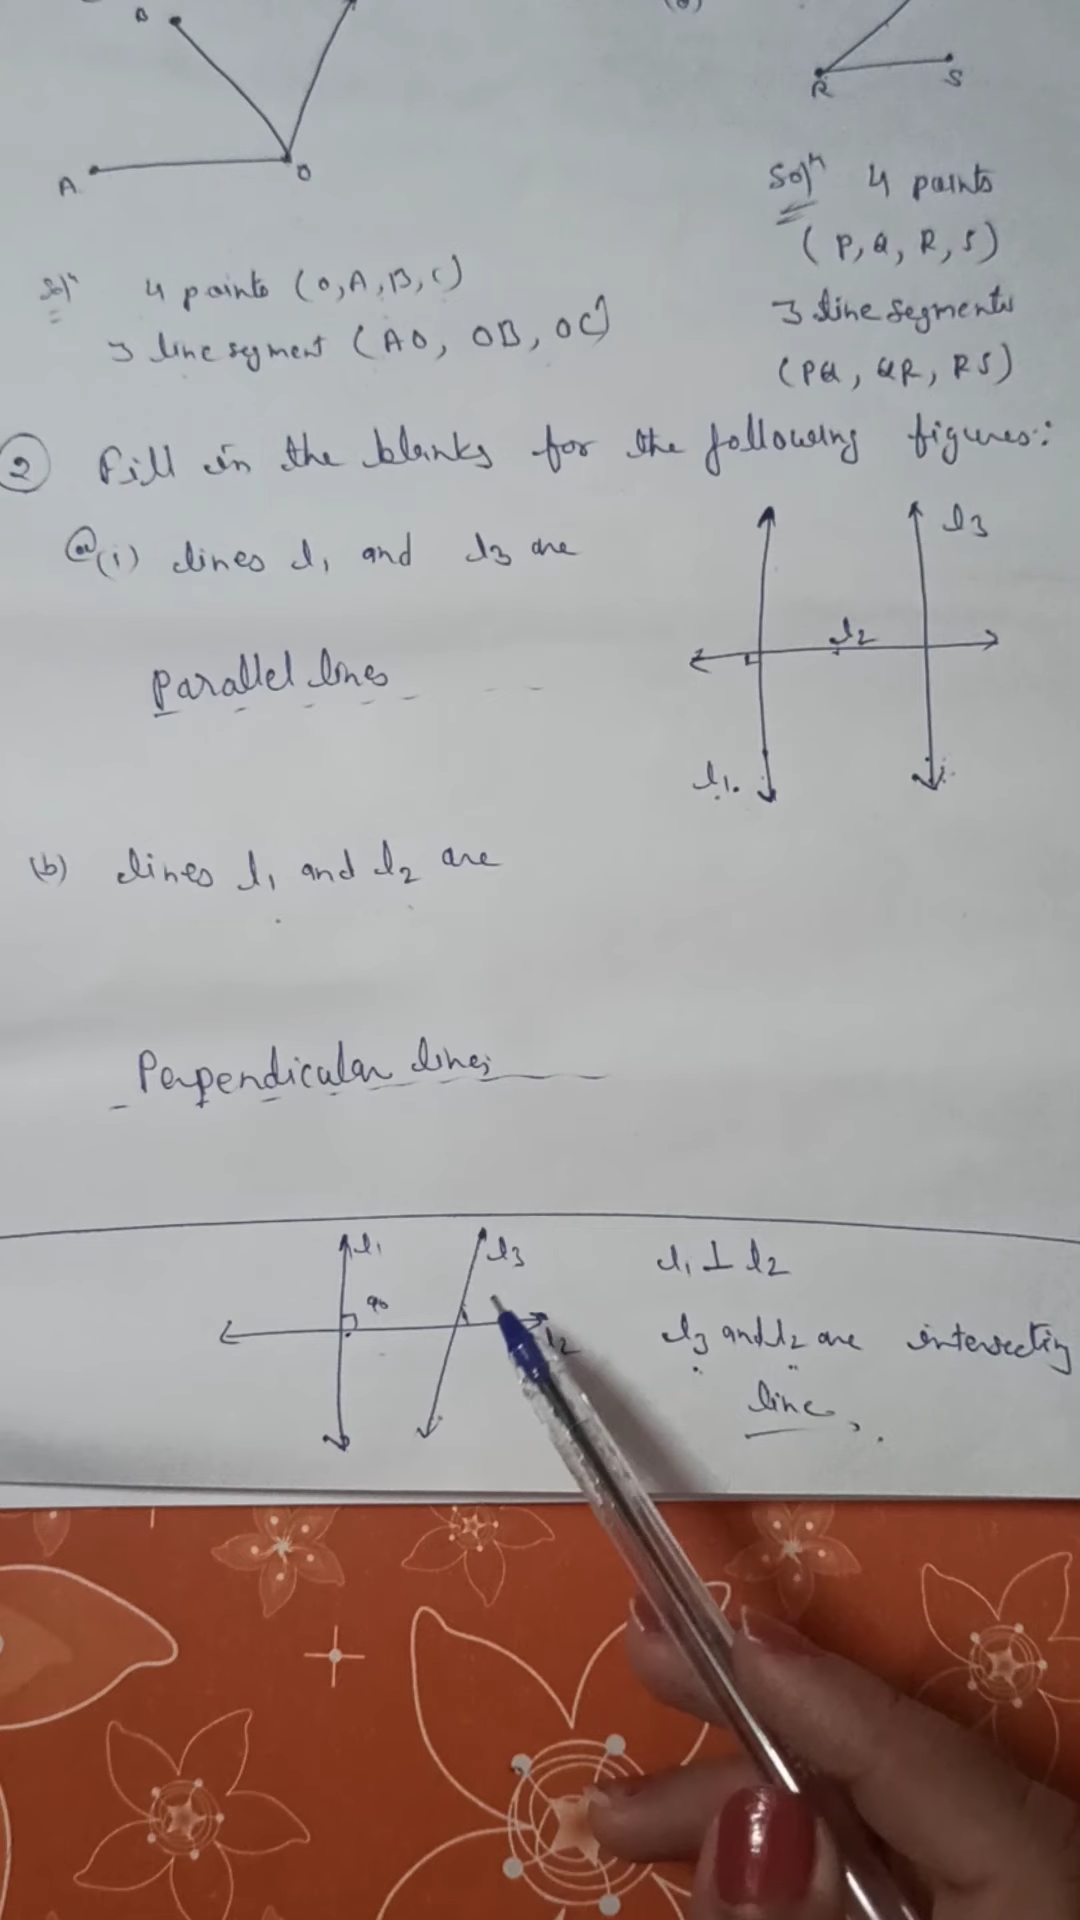 B
A
O
R
S
Solⁿ 4 points
(P, Q, R, S)
3 line segments
(PQ, QR, RS)
Solⁿ 4 points (O, A, B, C)
3 line segment (AO, OB, OC)
2 Fill in the blanks for the following figures:
(a)(i) lines l1 and l3 are
Parallel lines
l3
l2
l1.
(b) lines l1 and l2 are
Perpendicular lines
l1
90
l3
l2
l1 ⊥ l2
l3 and l2 are intersecting
line